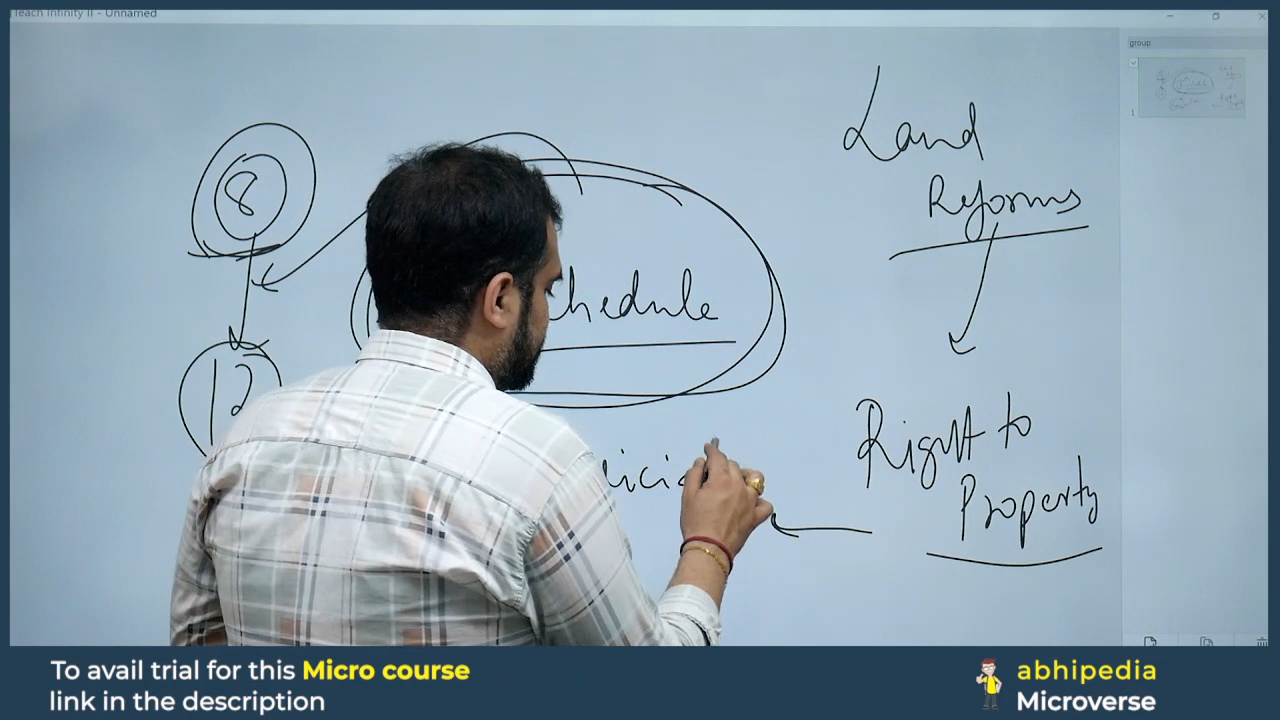 Teach Infinity II - Unnamed
group
1
8
12
hedule
Land
Reforms
Right to
Property
To avail trial for this Micro course
link in the description
abhipedia
Microverse